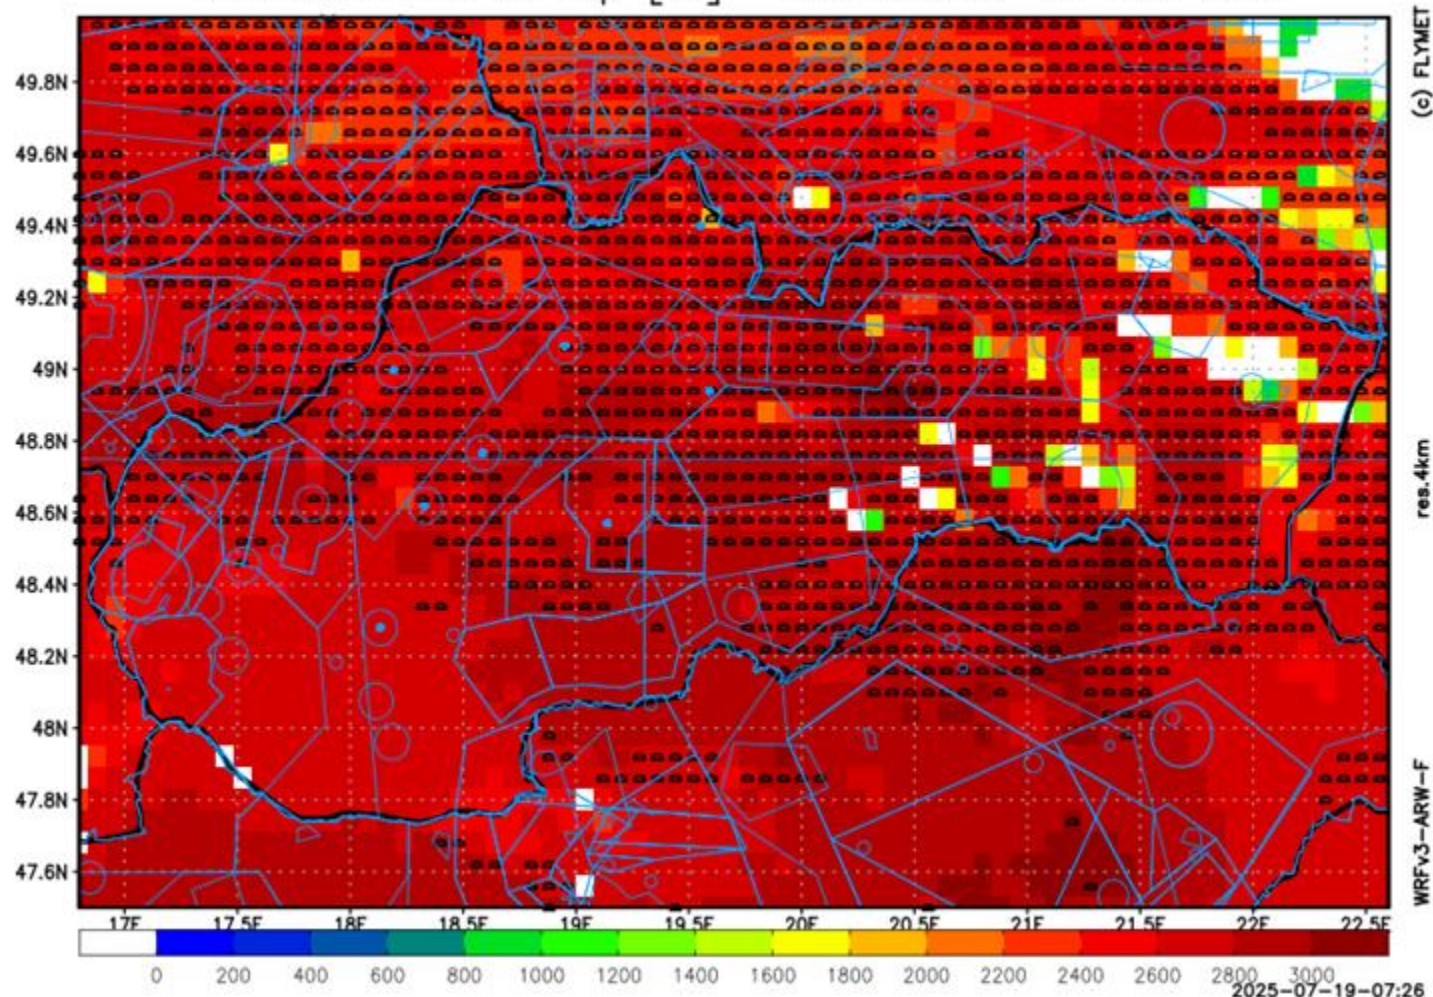 (c) FLYMET
49.8N
49.6N
49.4N
49.2N
49N
48.8N
48.6N
48.4N
48.2N
48N
47.8N
47.6N
res.4km
WRFv3-ARW-F
17E 17.5E 18E 18.5E 19E 19.5E 20E 20.5E 21E 21.5E 22E 22.5E
0 200 400 600 800 1000 1200 1400 1600 1800 2000 2200 2400 2600 2800 3000
2025-07-19-07:26